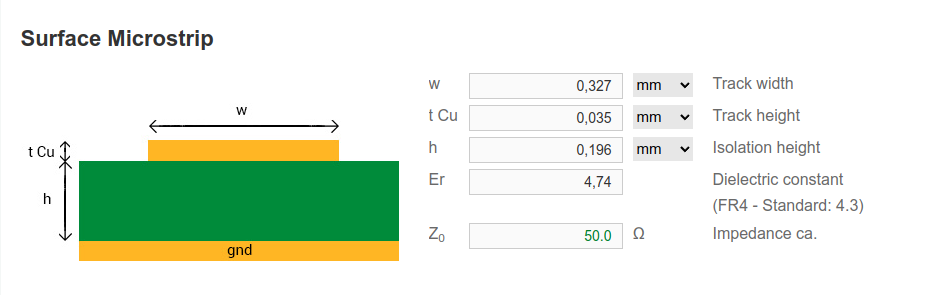 Surface Microstrip
w
t Cu
h
gnd
w 0,327 mm Track width
t Cu 0,035 mm Track height
h 0,196 mm Isolation height
Er 4,74 Dielectric constant
(FR4 - Standard: 4.3)
Z₀ 50.0 Ω Impedance ca.